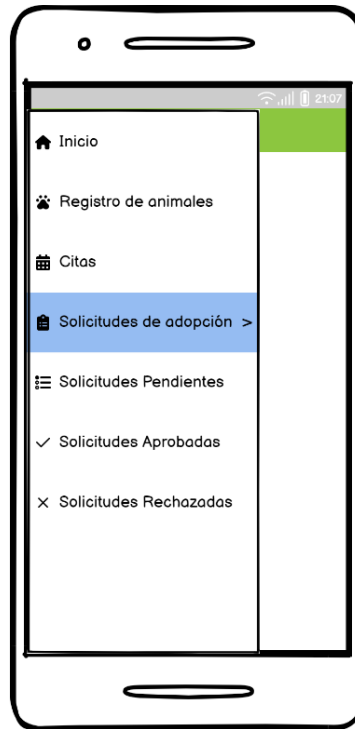 21:07
Inicio
Registro de animales
Citas
Solicitudes de adopción >
Solicitudes Pendientes
Solicitudes Aprobadas
Solicitudes Rechazadas